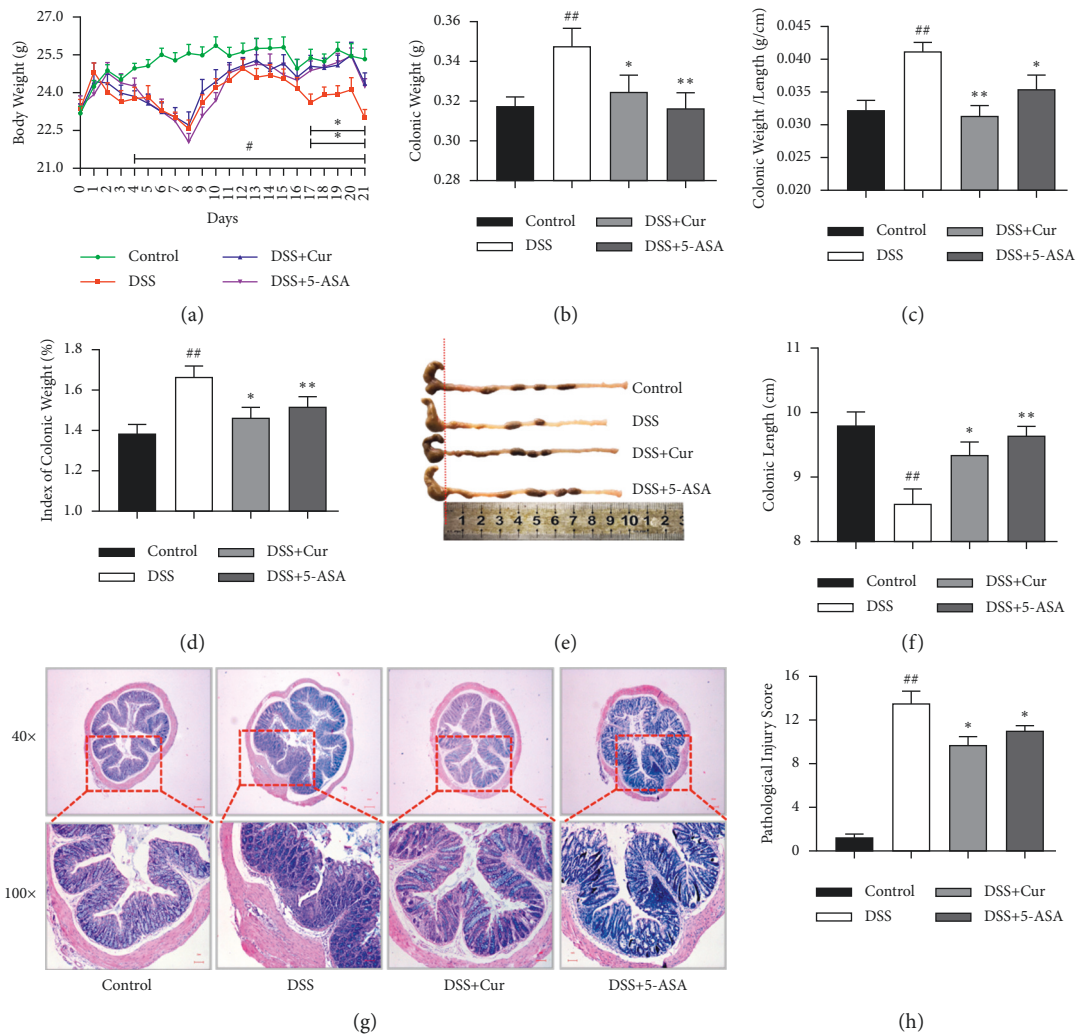 27.0
25.5
24.0
22.5
21.0
Body Weight (g)
*
*
#
0 1 2 3 4 5 6 7 8 9 10 11 12 13 14 15 16 17 18 19 20 21
Days
Control
DSS
DSS+Cur
DSS+5-ASA
(a)
0.36
0.34
0.32
0.30
0.28
Colonic Weight (g)
##
*
**
Control
DSS
DSS+Cur
DSS+5-ASA
(b)
0.045
0.040
0.035
0.030
0.025
0.020
Colonic Weight /Length (g/cm)
##
**
*
Control
DSS
DSS+Cur
DSS+5-ASA
(c)
1.8
1.6
1.4
1.2
1.0
Index of Colonic Weight (%)
##
*
**
Control
DSS
DSS+Cur
DSS+5-ASA
(d)
Control
DSS
DSS+Cur
DSS+5-ASA
1 2 3 4 5 6 7 8 9 10 1 2 3
(e)
11
10
9
8
Colonic Length (cm)
##
*
**
Control
DSS
DSS+Cur
DSS+5-ASA
(f)
40×
100×
Control
DSS
DSS+Cur
DSS+5-ASA
(g)
16
12
8
4
0
Pathological Injury Score
##
*
*
Control
DSS
DSS+Cur
DSS+5-ASA
(h)